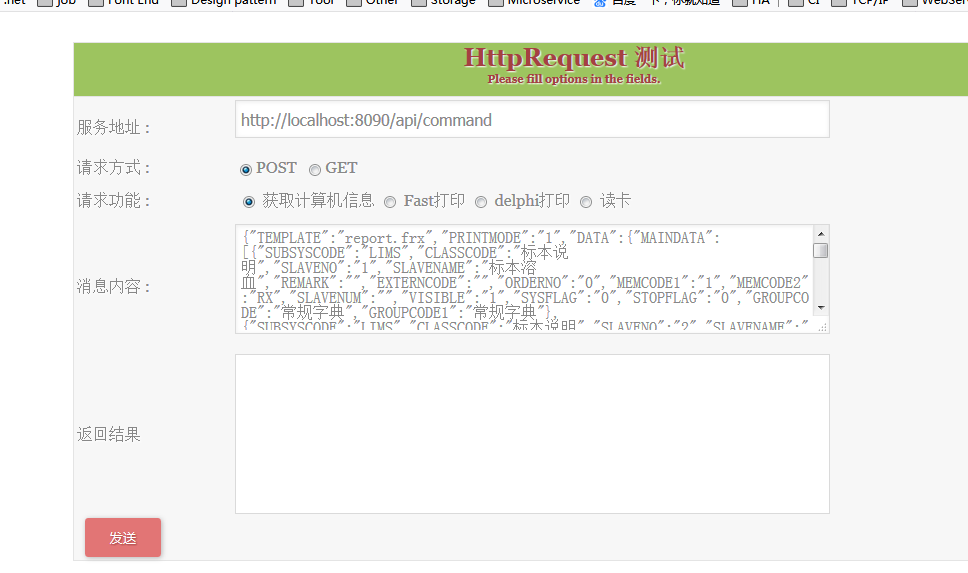 .net Job Front End Design pattern Tool Other Storage Microservice 百度一下，你就知道 HA CI TCP/IP WebServ
HttpRequest 测试
Please fill options in the fields.
服务地址：
http://localhost:8090/api/command
请求方式：
POST GET
请求功能：
获取计算机信息 Fast打印 delphi打印 读卡
消息内容：
{"TEMPLATE":"report.frx","PRINTMODE":"1","DATA":{"MAINDATA":
[{"SUBSYSCODE":"LIMS","CLASSCODE":"标本说
明","SLAVENO":"1","SLAVENAME":"标本溶
血","REMARK":"","EXTERNCODE":"","ORDERNO":"0","MEMCODE1":"1","MEMCODE2"
:"RX","SLAVENUM":"","VISIBLE":"1","SYSFLAG":"0","STOPFLAG":"0","GROUPCO
DE":"常规字典","GROUPCODE1":"常规字典"},
{"SUBSYSCODE":"LIMS","CLASSCODE":"标本说明","SLAVENO":"2","SLAVENAME":"
返回结果
发送